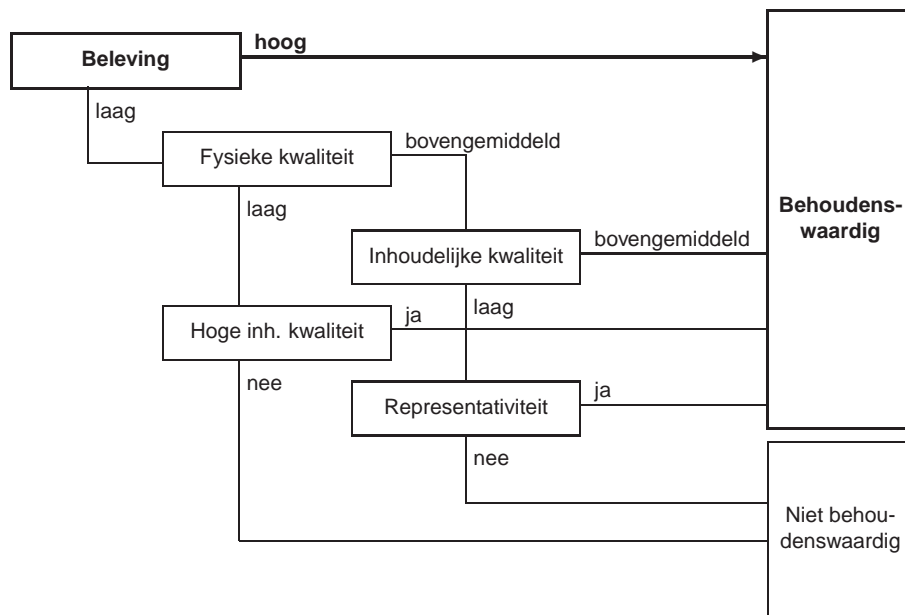 Beleving
hoog
laag
Fysieke kwaliteit
bovengemiddeld
laag
Behoudens-
waardig
Inhoudelijke kwaliteit
bovengemiddeld
laag
Hoge inh. kwaliteit
ja
nee
Representativiteit
ja
nee
Niet behou-
denswaardig